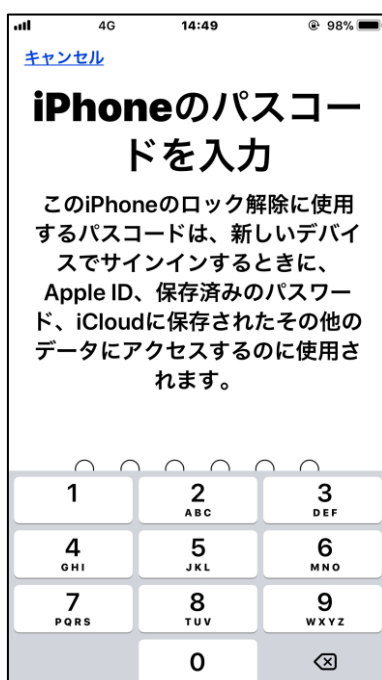 4G 14:49 98%
キャンセル
iPhoneのパスコー
ドを入力
このiPhoneのロック解除に使用
するパスコードは、新しいデバイ
スでサインインするときに、
Apple ID、保存済みのパスワー
ド、iCloudに保存されたその他の
データにアクセスするのに使用さ
れます。
1 2 3
ABC DEF
4 5 6
GHI JKL MNO
7 8 9
PQRS TUV WXYZ
0